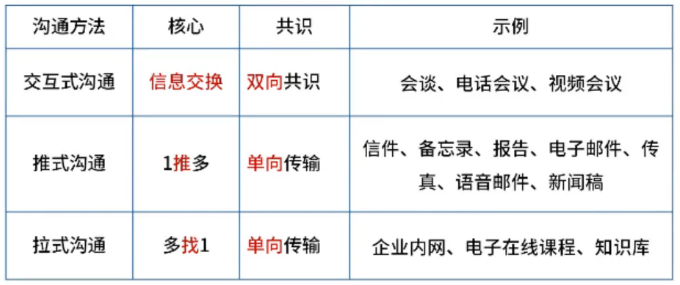 沟通方法 核心 共识 示例
交互式沟通 信息交换 双向共识 会谈、电话会议、视频会议
推式沟通 1推多 单向传输 信件、备忘录、报告、电子邮件、传
真、语音邮件、新闻稿
拉式沟通 多找1 单向传输 企业内网、电子在线课程、知识库